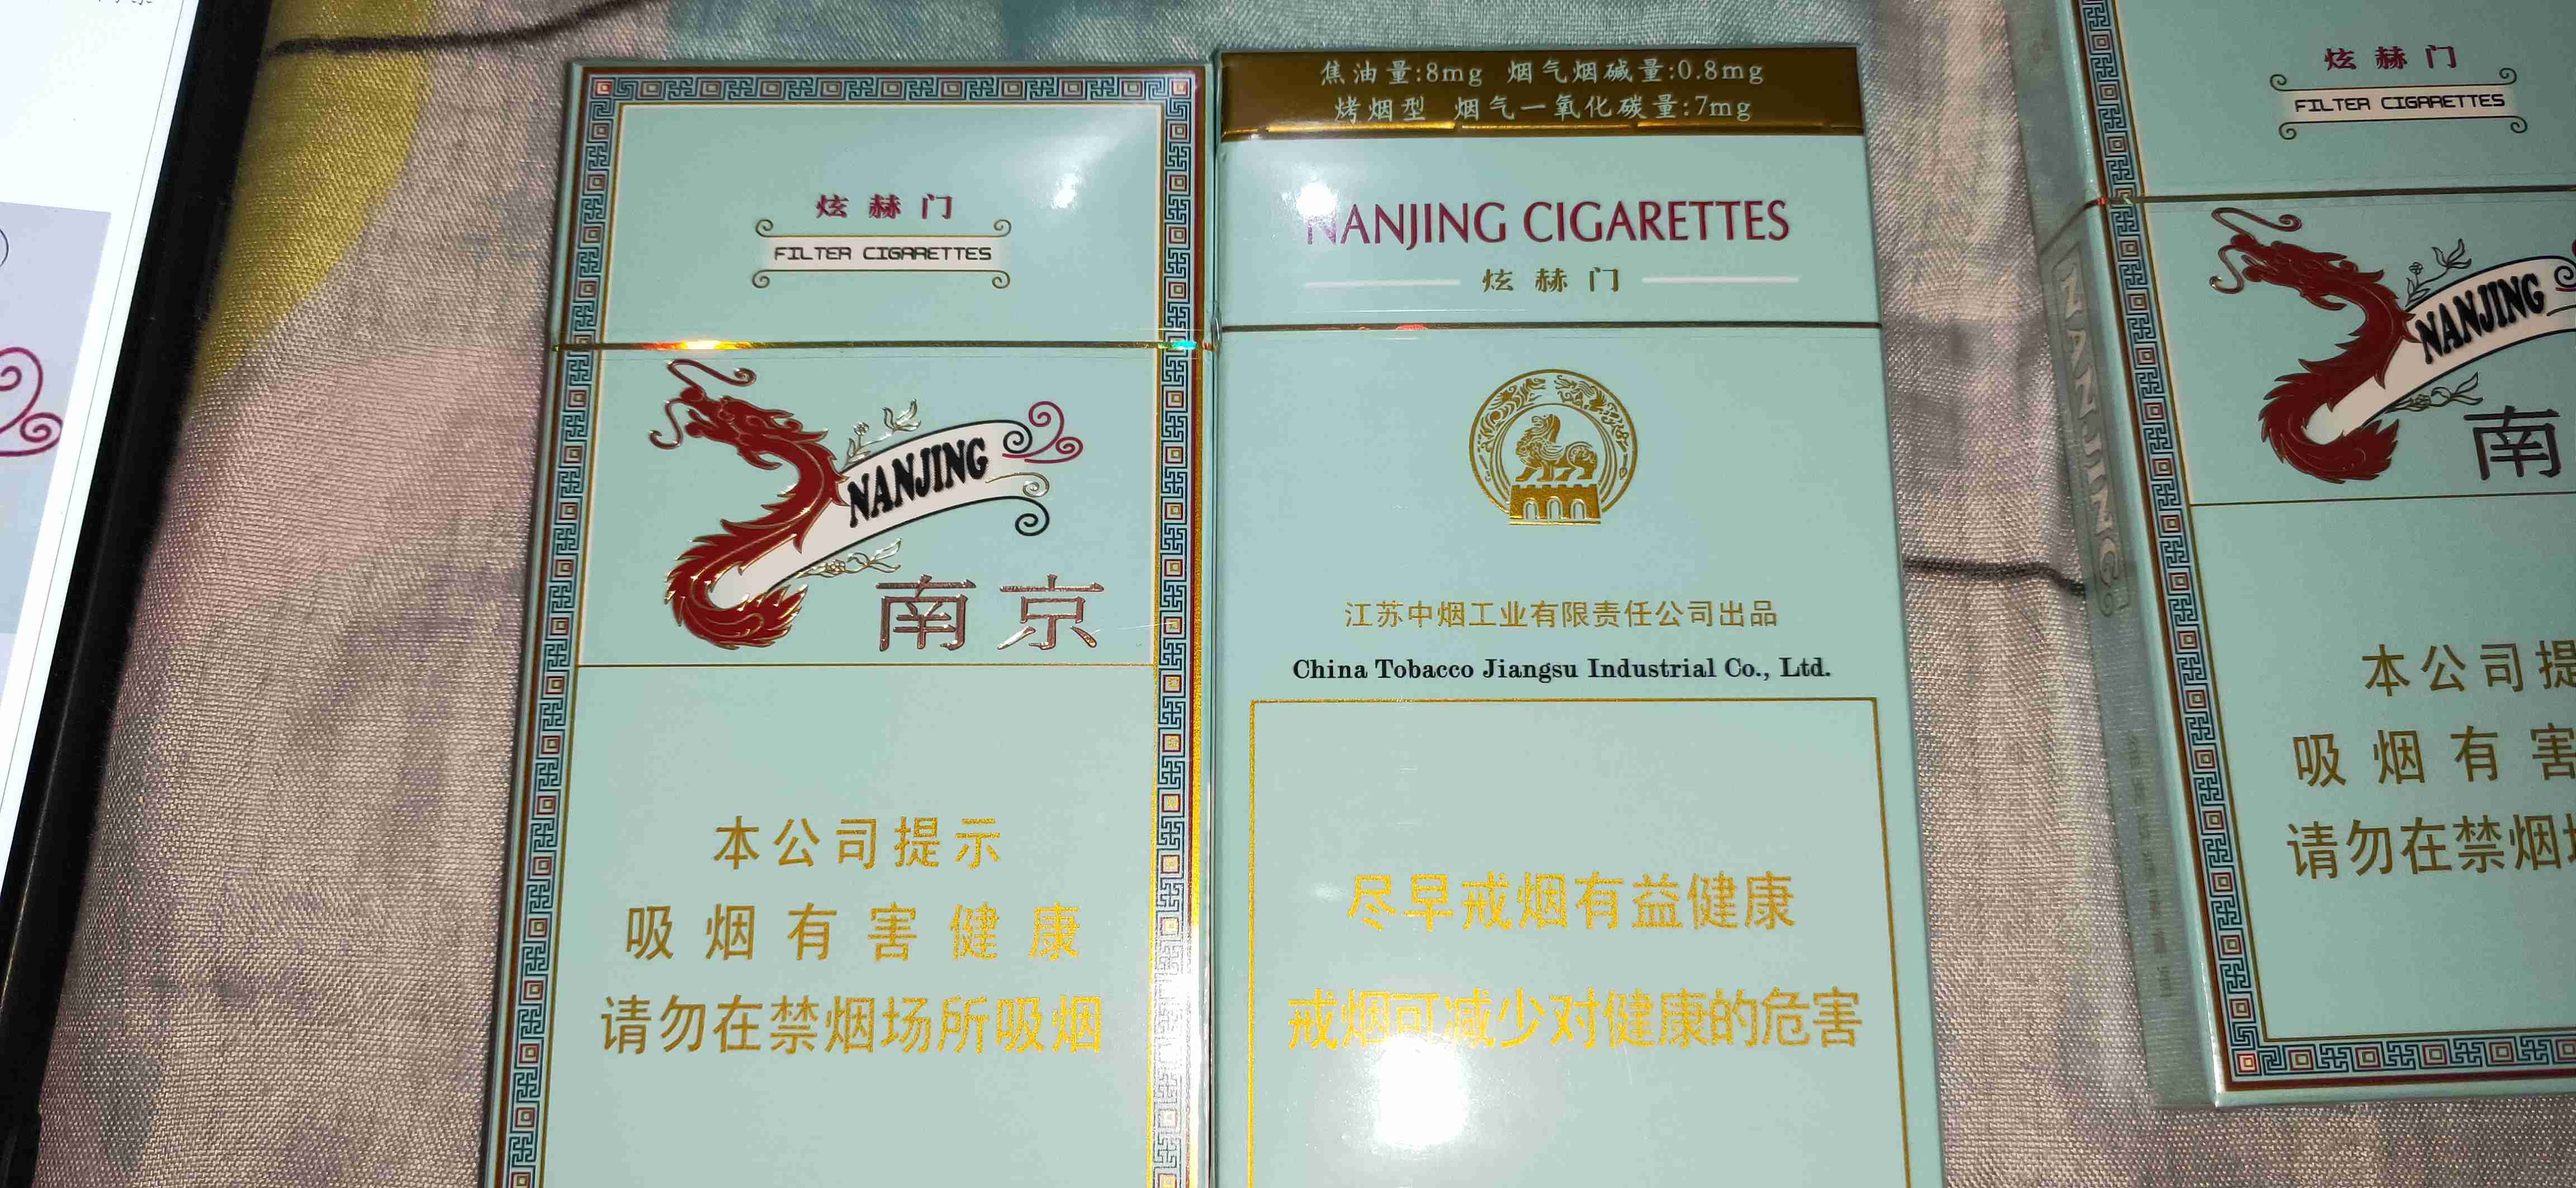 炫赫门
FILTER CIGARETTES
NANJING
南京
本公司提示
吸烟有害健康
请勿在禁烟场所吸烟
焦油量:8mg 烟气烟碱量:0.8mg
烤烟型 烟气一氧化碳量:7mg
NANJING CIGARETTES
炫赫门
江苏中烟工业有限责任公司出品
China Tobacco Jiangsu Industrial Co., Ltd.
尽早戒烟有益健康
戒烟可减少对健康的危害
炫赫门
FILTER CIGARETTES
NANJING
南
NANJING
本公司提
吸烟有害
请勿在禁烟